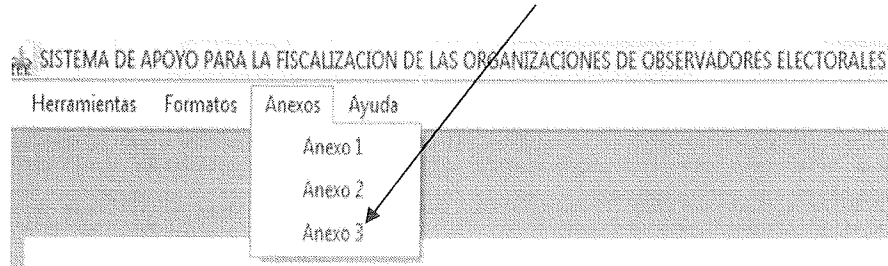 SISTEMA DE APOYO PARA LA FISCALIZACION DE LAS ORGANIZACIONES DE OBSERVADORES ELECTORALES
Herramientas Formatos Anexos Ayuda
Anexo 1
Anexo 2
Anexo 3